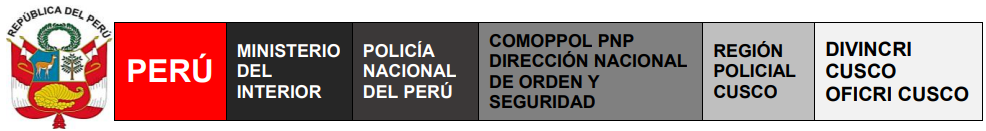 REPÚBLICA DEL PERÚ
PERÚ
MINISTERIO
DEL
INTERIOR
POLICÍA
NACIONAL
DEL PERÚ
COMOPPOL PNP
DIRECCIÓN NACIONAL
DE ORDEN Y
SEGURIDAD
REGIÓN
POLICIAL
CUSCO
DIVINCRI
CUSCO
OFICRI CUSCO